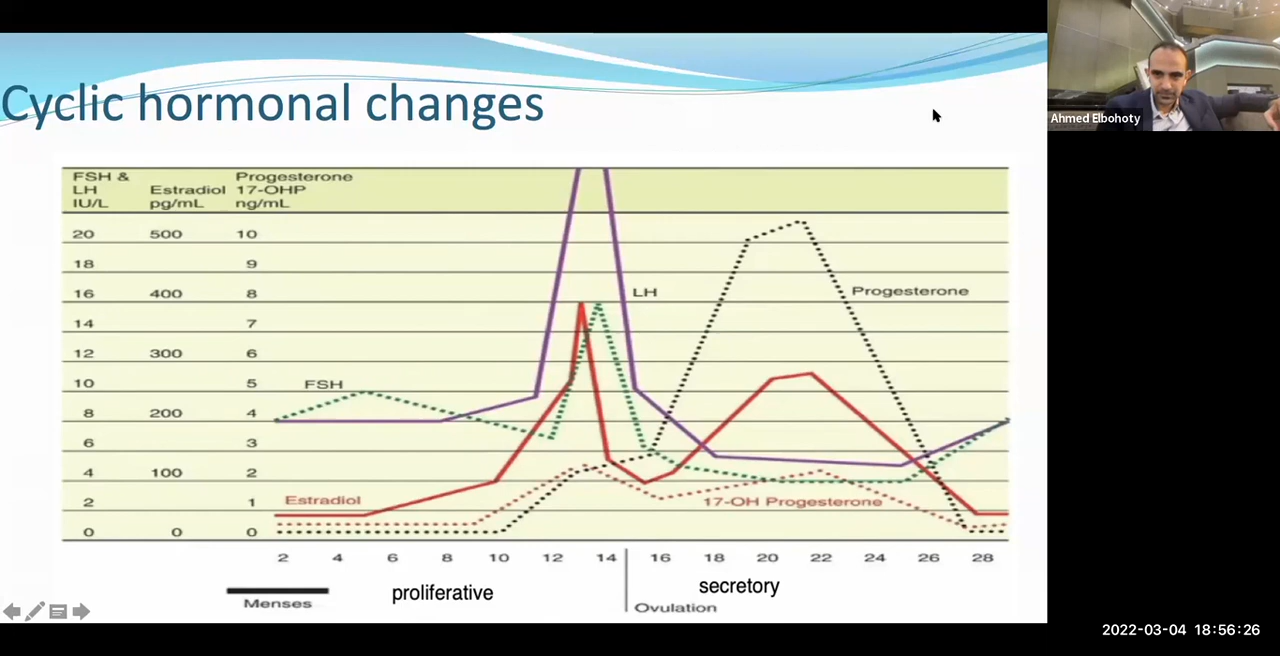 Cyclic hormonal changes
Ahmed Elbohoty
FSH &
LH
IU/L
Estradiol
pg/mL
Progesterone
17-OHP
ng/mL
20 500 10
18 9
16 400 8
14 7
12 300 6
10 5
8 200 4
6 3
4 100 2
2 1
0 0 0
FSH
LH
Progesterone
Estradiol
17-OH Progesterone
2 4 6 8 10 12 14 16 18 20 22 24 26 28
Menses
proliferative
secretory
Ovulation
2022-03-04 18:56:26